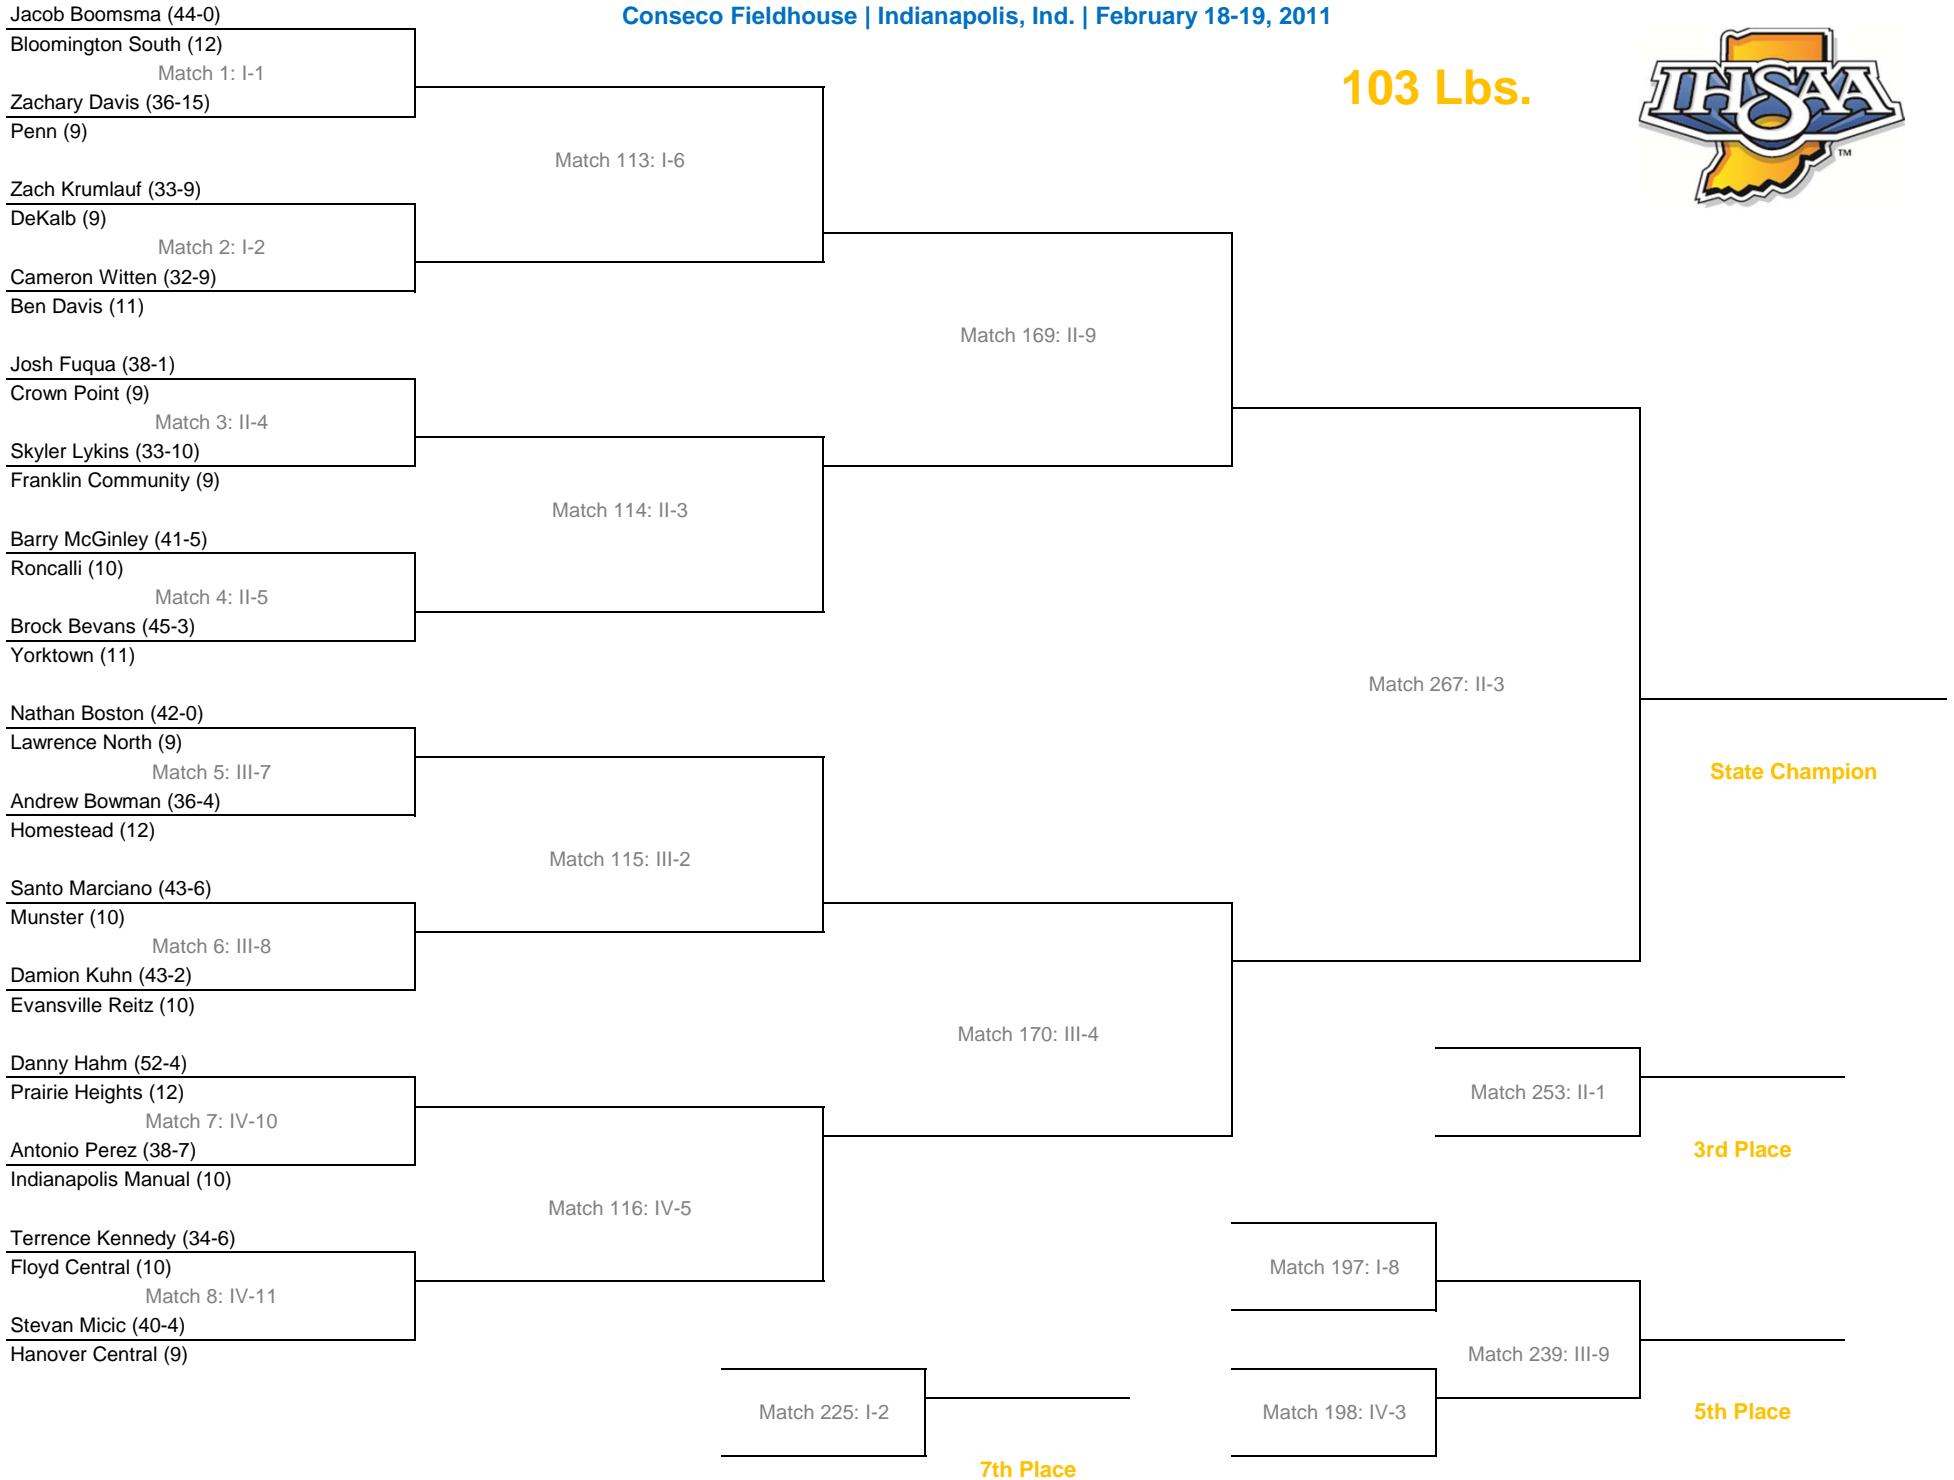 Conseco Fieldhouse | Indianapolis, Ind. | February 18-19, 2011
103 Lbs.
IHSAA
TM
Jacob Boomsma (44-0)
Bloomington South (12)
Match 1: I-1
Zachary Davis (36-15)
Penn (9)
Match 113: I-6
Zach Krumlauf (33-9)
DeKalb (9)
Match 2: I-2
Cameron Witten (32-9)
Ben Davis (11)
Match 169: II-9
Josh Fuqua (38-1)
Crown Point (9)
Match 3: II-4
Skyler Lykins (33-10)
Franklin Community (9)
Match 114: II-3
Barry McGinley (41-5)
Roncalli (10)
Match 4: II-5
Brock Bevans (45-3)
Yorktown (11)
Match 267: II-3
Nathan Boston (42-0)
Lawrence North (9)
Match 5: III-7
State Champion
Andrew Bowman (36-4)
Homestead (12)
Match 115: III-2
Santo Marciano (43-6)
Munster (10)
Match 6: III-8
Damion Kuhn (43-2)
Evansville Reitz (10)
Match 170: III-4
Danny Hahm (52-4)
Prairie Heights (12)
Match 253: II-1
Match 7: IV-10
Antonio Perez (38-7)
3rd Place
Indianapolis Manual (10)
Match 116: IV-5
Terrence Kennedy (34-6)
Floyd Central (10)
Match 197: I-8
Match 8: IV-11
Stevan Micic (40-4)
Hanover Central (9)
Match 239: III-9
Match 225: I-2
Match 198: IV-3
5th Place
7th Place